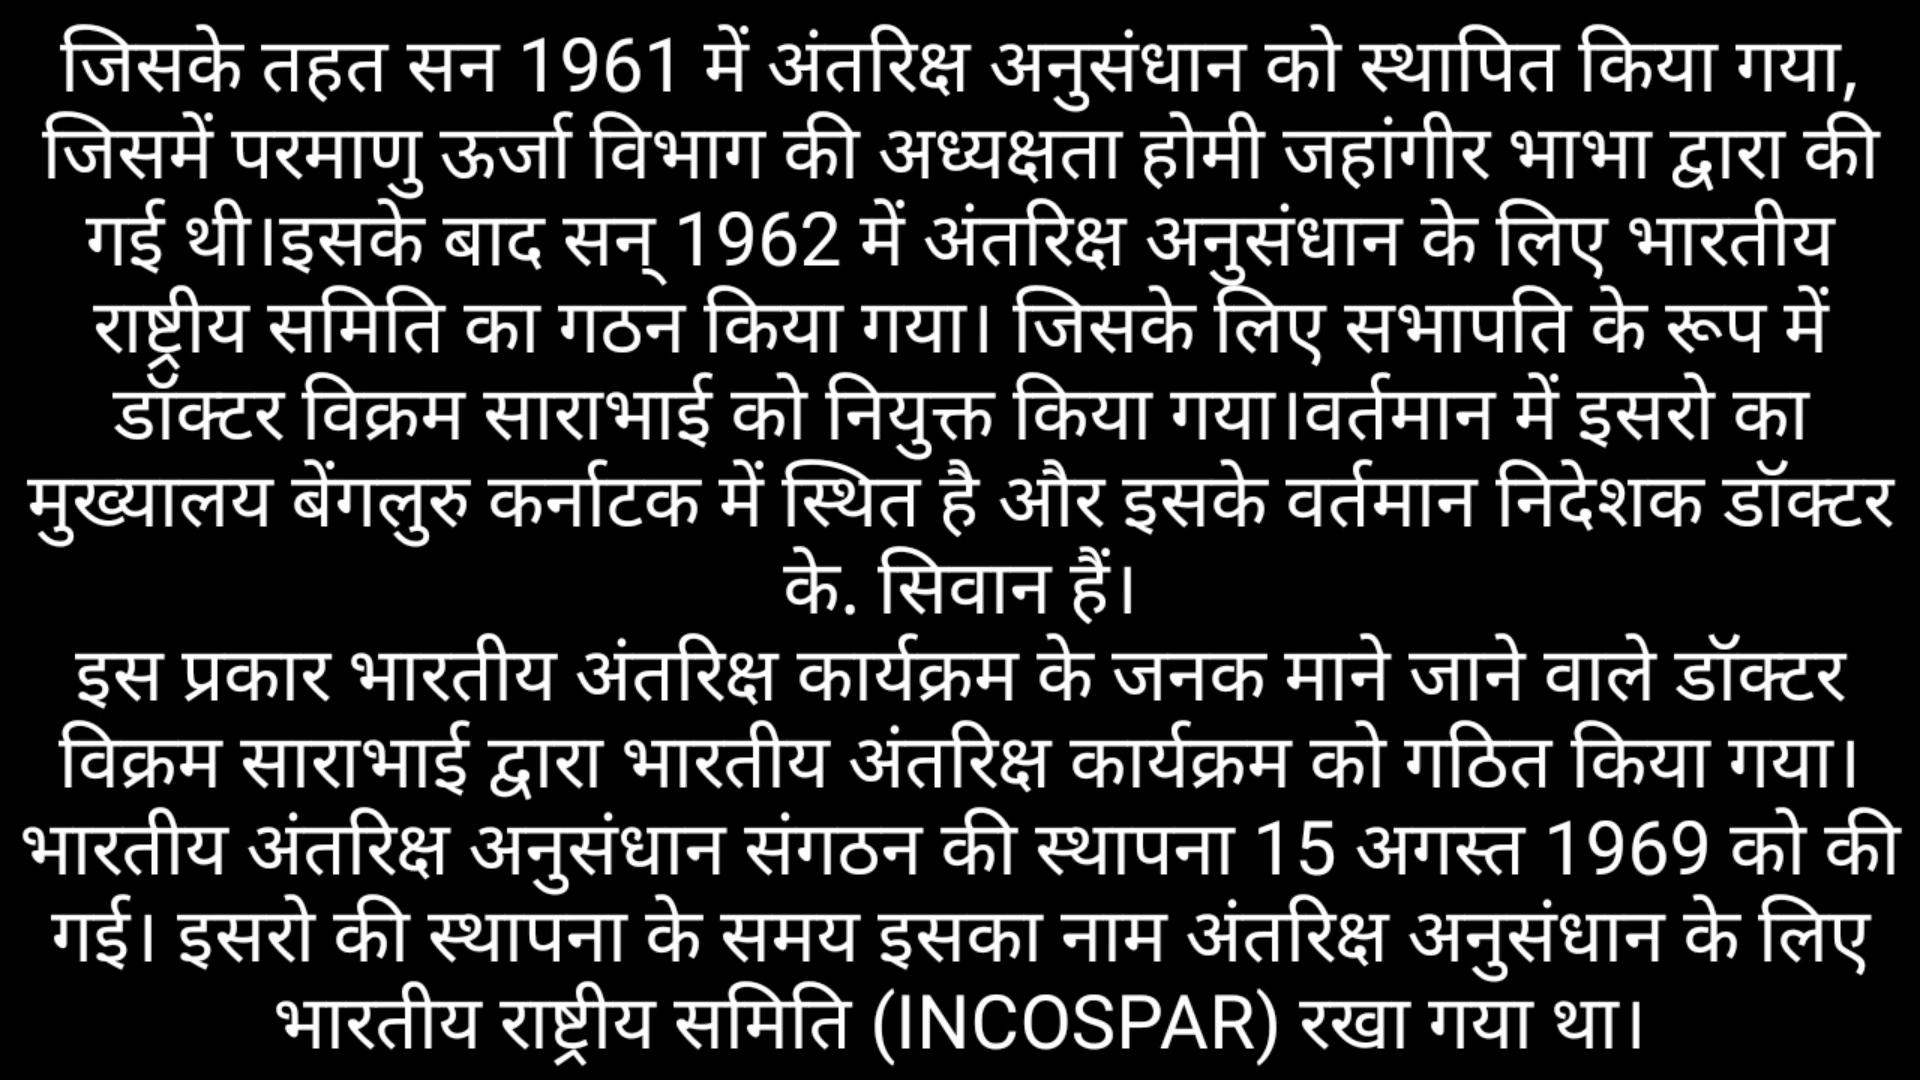 जिसके तहत सन 1961 में अंतरिक्ष अनुसंधान को स्थापित किया गया,
जिसमें परमाणु ऊर्जा विभाग की अध्यक्षता होमी जहांगीर भाभा द्वारा की
गई थी।इसके बाद सन् 1962 में अंतरिक्ष अनुसंधान के लिए भारतीय
राष्ट्रीय समिति का गठन किया गया। जिसके लिए सभापति के रूप में
डॉक्टर विक्रम साराभाई को नियुक्त किया गया।वर्तमान में इसरो का
मुख्यालय बेंगलुरु कर्नाटक में स्थित है और इसके वर्तमान निदेशक डॉक्टर
के. सिवान हैं।
इस प्रकार भारतीय अंतरिक्ष कार्यक्रम के जनक माने जाने वाले डॉक्टर
विक्रम साराभाई द्वारा भारतीय अंतरिक्ष कार्यक्रम को गठित किया गया।
भारतीय अंतरिक्ष अनुसंधान संगठन की स्थापना 15 अगस्त 1969 को की
गई। इसरो की स्थापना के समय इसका नाम अंतरिक्ष अनुसंधान के लिए
भारतीय राष्ट्रीय समिति (INCOSPAR) रखा गया था।